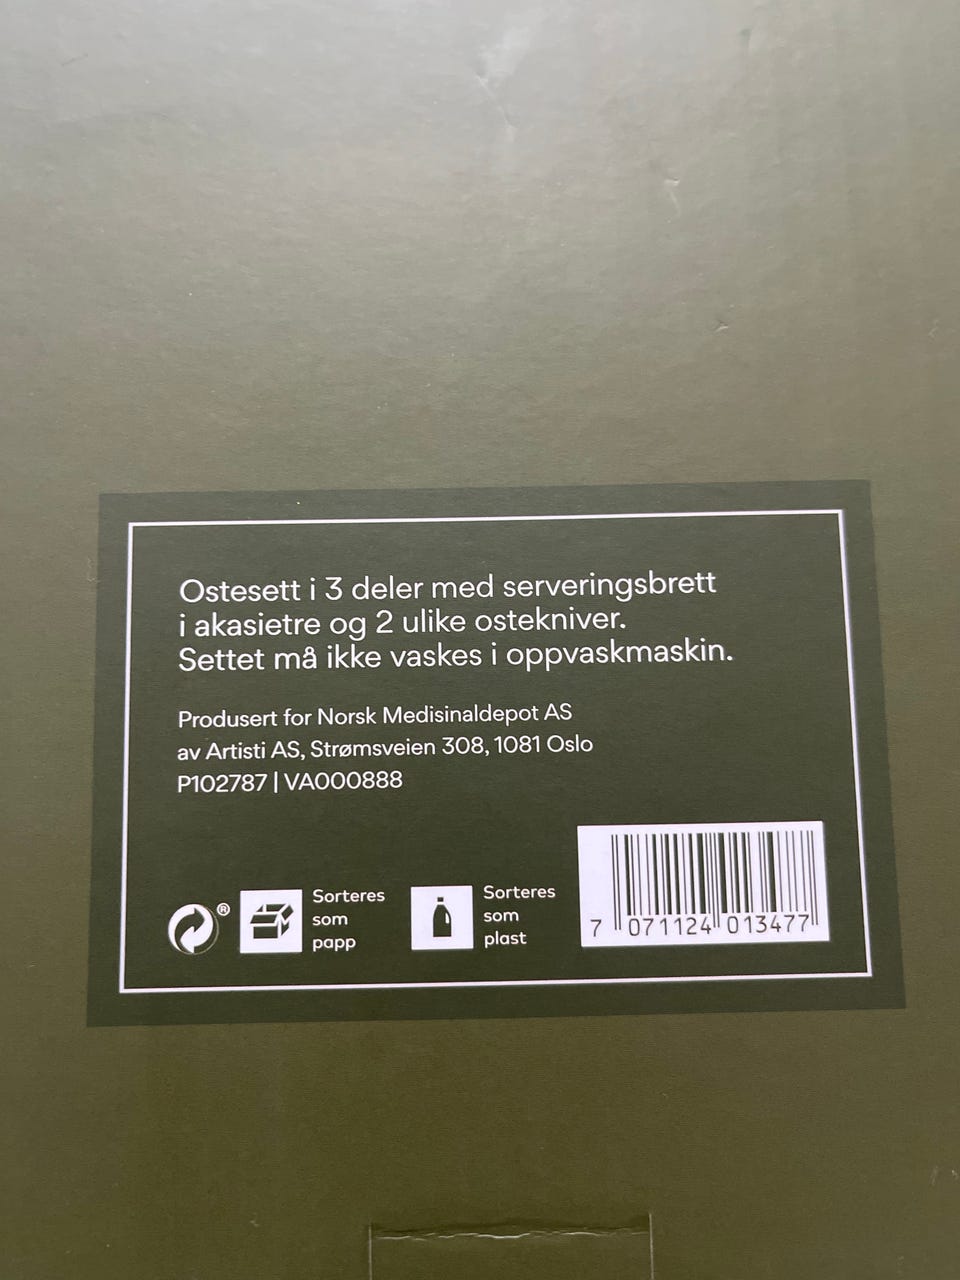 Ostesett i 3 deler med serveringsbrett
i akasietre og 2 ulike ostekniver.
Settet må ikke vaskes i oppvaskmaskin.
Produsert for Norsk Medisinaldepot AS
av Artisti AS, Strømsveien 308, 1081 Oslo
P102787 | VA000888
®
Sorteres
som
papp
Sorteres
som
plast
7 071124 013477